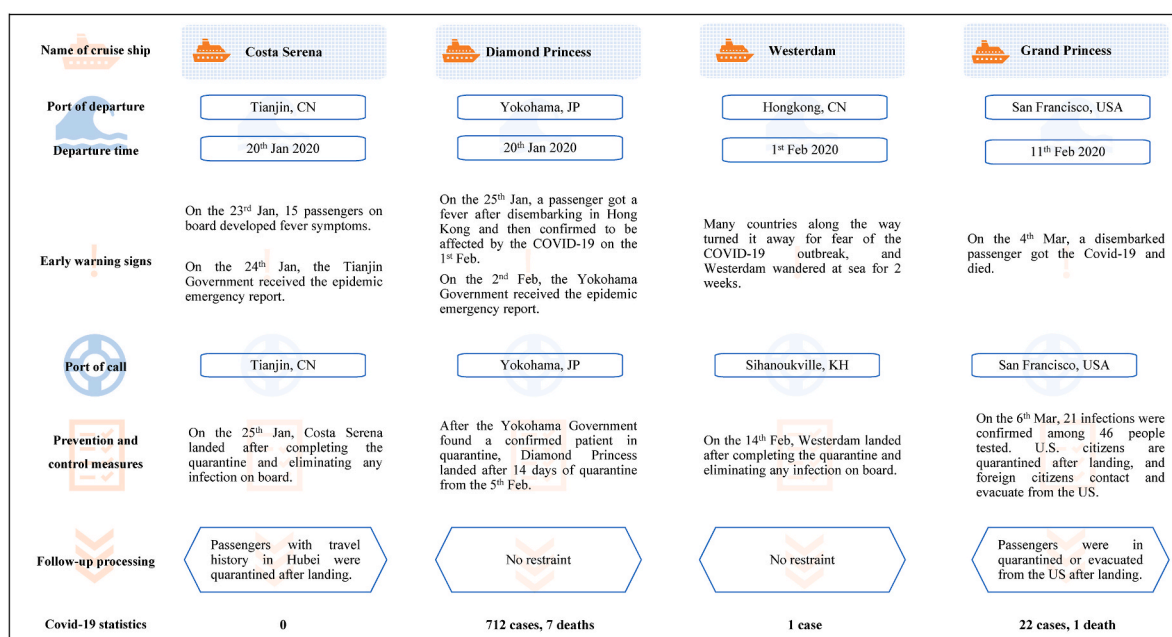 Name of cruise ship
Costa Serena
Diamond Princess
Westerdam
Grand Princess
Port of departure
Tianjin, CN
Yokohama, JP
Hongkong, CN
San Francisco, USA
Departure time
20th Jan 2020
20th Jan 2020
1st Feb 2020
11th Feb 2020
Early warning signs
On the 23rd Jan, 15 passengers on
board developed fever symptoms.
On the 24th Jan, the Tianjin
Government received the epidemic
emergency report.
On the 25th Jan, a passenger got a
fever after disembarking in Hong
Kong and then confirmed to be
affected by the COVID-19 on the
1st Feb.
On the 2nd Feb, the Yokohama
Government received the epidemic
emergency report.
Many countries along the way
turned it away for fear of the
COVID-19 outbreak, and
Westerdam wandered at sea for 2
weeks.
On the 4th Mar, a disembarked
passenger got the Covid-19 and
died.
Port of call
Tianjin, CN
Yokohama, JP
Sihanoukville, KH
San Francisco, USA
Prevention and
control measures
On the 25th Jan, Costa Serena
landed after completing the
quarantine and eliminating any
infection on board.
After the Yokohama Government
found a confirmed patient in
quarantine, Diamond Princess
landed after 14 days of quarantine
from the 5th Feb.
On the 14th Feb, Westerdam landed
after completing the quarantine and
eliminating any infection on board.
On the 6th Mar, 21 infections were
confirmed among 46 people
tested. U.S. citizens are
quarantined after landing, and
foreign citizens contact and
evacuate from the US.
Follow-up processing
Passengers with travel
history in Hubei were
quarantined after landing.
No restraint
No restraint
Passengers were in
quarantined or evacuated
from the US after landing.
Covid-19 statistics
0
712 cases, 7 deaths
1 case
22 cases, 1 death